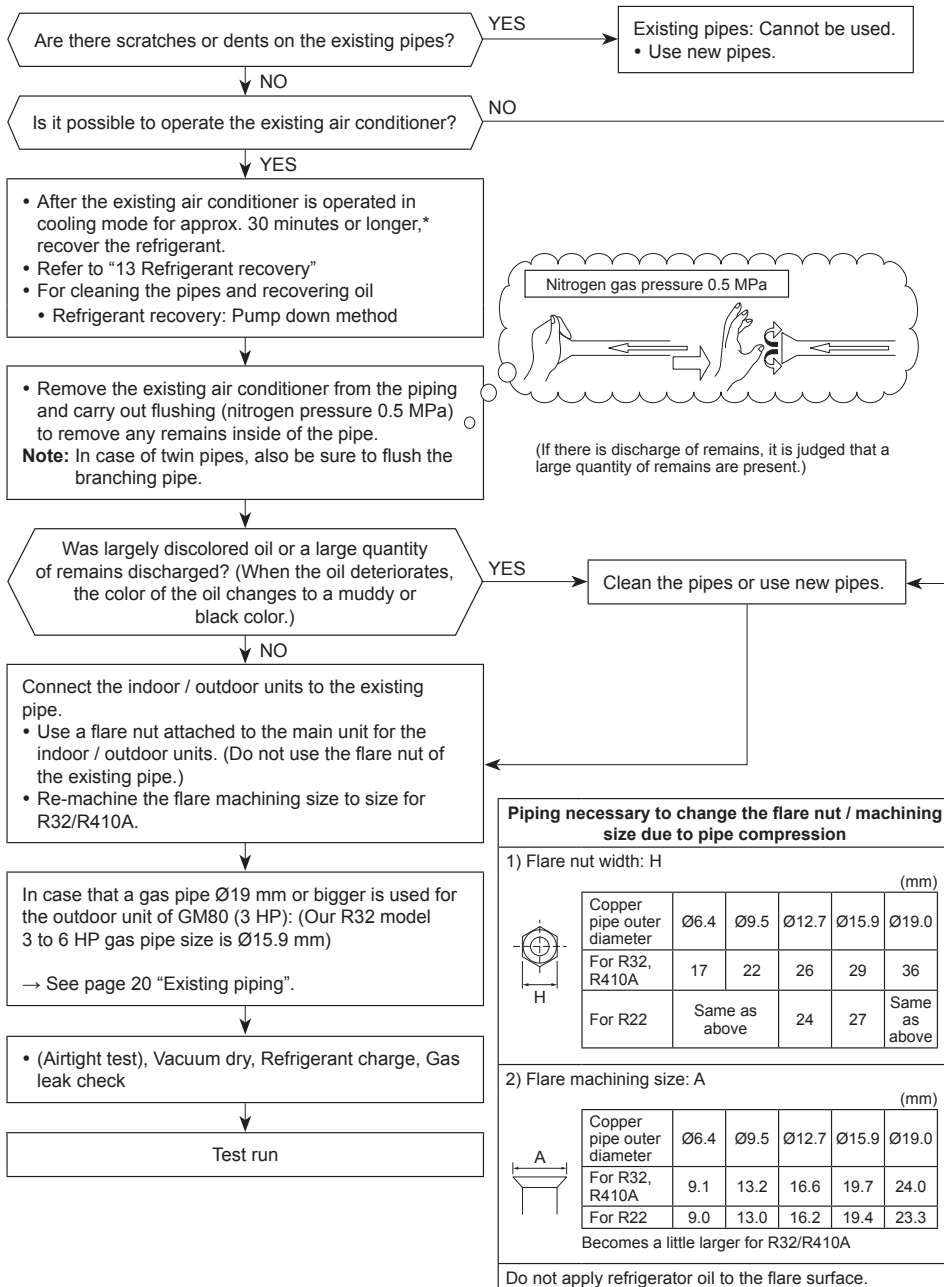 Are there scratches or dents on the existing pipes?
YES
Existing pipes: Cannot be used.
• Use new pipes.
NO
Is it possible to operate the existing air conditioner?
NO
YES
• After the existing air conditioner is operated in
cooling mode for approx. 30 minutes or longer,*
recover the refrigerant.
• Refer to “13 Refrigerant recovery”
• For cleaning the pipes and recovering oil
• Refrigerant recovery: Pump down method
Nitrogen gas pressure 0.5 MPa
• Remove the existing air conditioner from the piping
and carry out flushing (nitrogen pressure 0.5 MPa)
to remove any remains inside of the pipe.
Note: In case of twin pipes, also be sure to flush the
branching pipe.
(If there is discharge of remains, it is judged that a
large quantity of remains are present.)
Was largely discolored oil or a large quantity
of remains discharged? (When the oil deteriorates,
the color of the oil changes to a muddy or
black color.)
YES
Clean the pipes or use new pipes.
NO
Connect the indoor / outdoor units to the existing
pipe.
• Use a flare nut attached to the main unit for the
indoor / outdoor units. (Do not use the flare nut of
the existing pipe.)
• Re-machine the flare machining size to size for
R32/R410A.
In case that a gas pipe Ø19 mm or bigger is used for
the outdoor unit of GM80 (3 HP): (Our R32 model
3 to 6 HP gas pipe size is Ø15.9 mm)
→ See page 20 “Existing piping”.
• (Airtight test), Vacuum dry, Refrigerant charge, Gas
leak check
Test run
Piping necessary to change the flare nut / machining
size due to pipe compression
1) Flare nut width: H
(mm)
H
Copper
pipe outer
diameter
Ø6.4 Ø9.5 Ø12.7 Ø15.9 Ø19.0
For R32,
R410A
17 22 26 29 36
For R22
Same as
above
24 27
Same
as
above
2) Flare machining size: A
(mm)
A
Copper
pipe outer
diameter
Ø6.4 Ø9.5 Ø12.7 Ø15.9 Ø19.0
For R32,
R410A
9.1 13.2 16.6 19.7 24.0
For R22 9.0 13.0 16.2 19.4 23.3
Becomes a little larger for R32/R410A
Do not apply refrigerator oil to the flare surface.